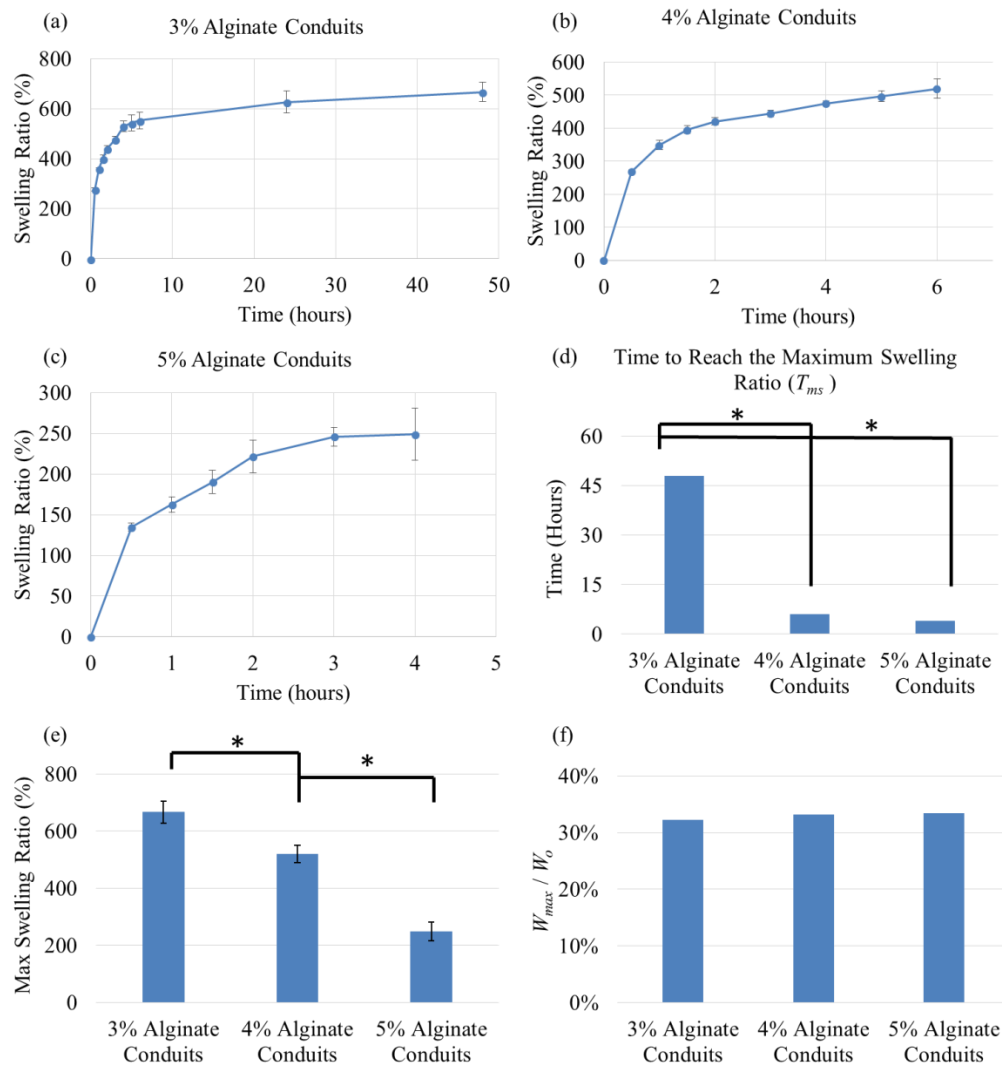 (a)
3% Alginate Conduits
Swelling Ratio (%)
800
600
400
200
0
0 10 20 30 40 50
Time (hours)
(b)
4% Alginate Conduits
Swelling Ratio (%)
600
500
400
300
200
100
0
0 2 4 6
Time (hours)
(c)
5% Alginate Conduits
Swelling Ratio (%)
300
250
200
150
100
50
0
0 1 2 3 4 5
Time (hours)
(d)
Time to Reach the Maximum Swelling
Ratio (Tms )
* *
Time (Hours)
60
45
30
15
0
3% Alginate 4% Alginate 5% Alginate
Conduits Conduits Conduits
(e)
* *
Max Swelling Ratio (%)
800
600
400
200
0
3% Alginate 4% Alginate 5% Alginate
Conduits Conduits Conduits
(f)
Wmax / Wo
40%
30%
20%
10%
0%
3% Alginate 4% Alginate 5% Alginate
Conduits Conduits Conduits